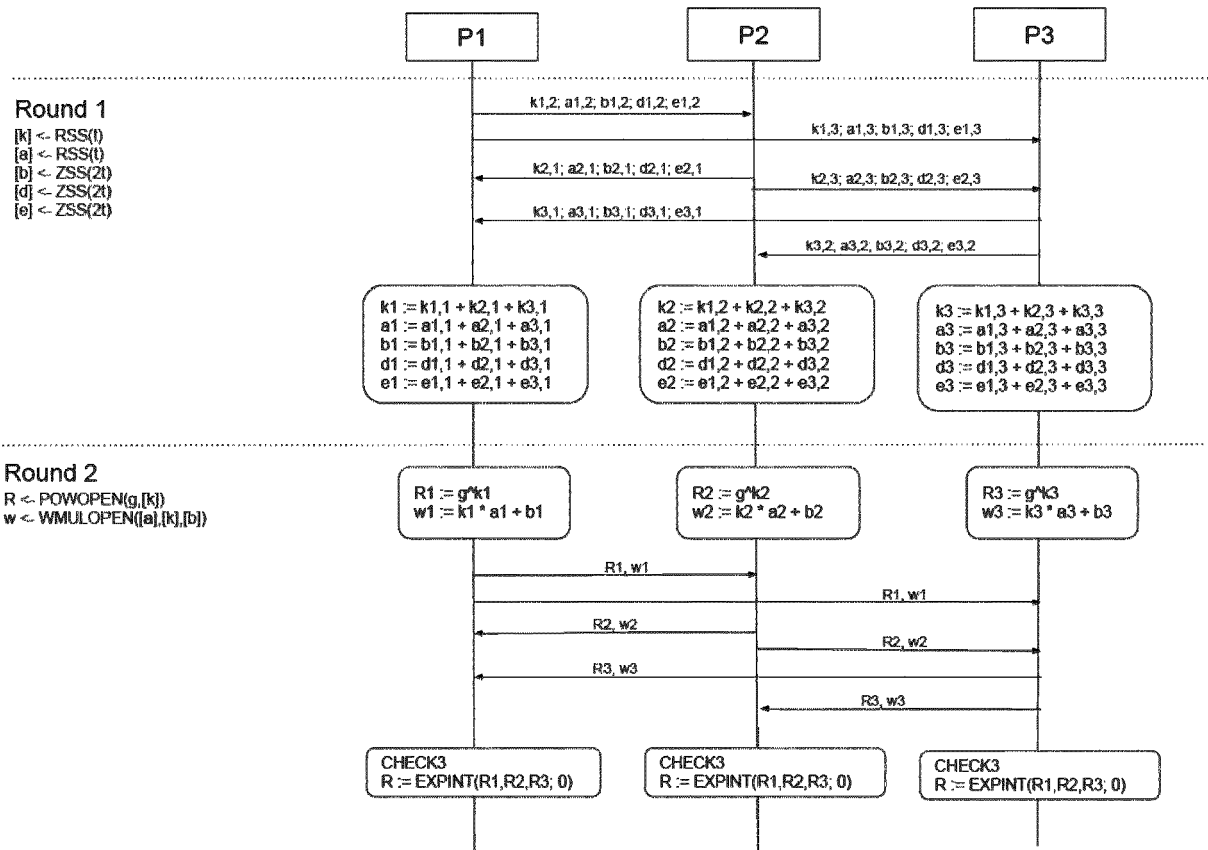 P1
P2
P3
Round 1
[k] <- RSS(t)
[a] <- RSS(t)
[b] <- ZSS(2t)
[d] <- ZSS(2t)
[e] <- ZSS(2t)
k1,2; a1,2; b1,2; d1,2; e1,2
k1,3; a1,3; b1,3; d1,3; e1,3
k2,1; a2,1; b2,1; d2,1; e2,1
k2,3; a2,3; b2,3; d2,3; e2,3
k3,1; a3,1; b3,1; d3,1; e3,1
k3,2; a3,2; b3,2; d3,2; e3,2
k1 := k1,1 + k2,1 + k3,1
a1 := a1,1 + a2,1 + a3,1
b1 := b1,1 + b2,1 + b3,1
d1 := d1,1 + d2,1 + d3,1
e1 := e1,1 + e2,1 + e3,1
k2 := k1,2 + k2,2 + k3,2
a2 := a1,2 + a2,2 + a3,2
b2 := b1,2 + b2,2 + b3,2
d2 := d1,2 + d2,2 + d3,2
e2 := e1,2 + e2,2 + e3,2
k3 := k1,3 + k2,3 + k3,3
a3 := a1,3 + a2,3 + a3,3
b3 := b1,3 + b2,3 + b3,3
d3 := d1,3 + d2,3 + d3,3
e3 := e1,3 + e2,3 + e3,3
Round 2
R <- POWOPEN(g,[k])
w <- WMULOPEN([a],[k],[b])
R1 := g^k1
w1 := k1 * a1 + b1
R2 := g^k2
w2 := k2 * a2 + b2
R3 := g^k3
w3 := k3 * a3 + b3
R1, w1
R1, w1
R2, w2
R2, w2
R3, w3
R3, w3
CHECK3
R := EXPINT(R1,R2,R3; 0)
CHECK3
R := EXPINT(R1,R2,R3; 0)
CHECK3
R := EXPINT(R1,R2,R3; 0)